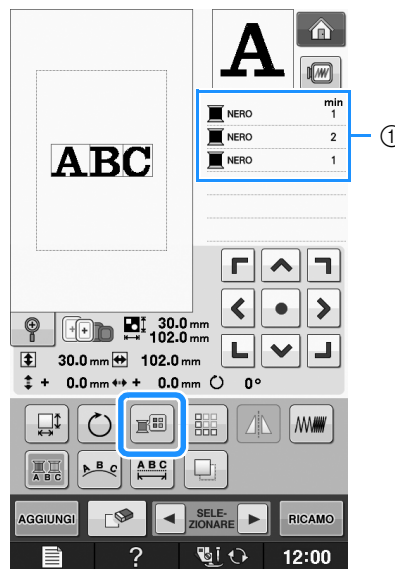 A
min
NERO 1
NERO 2
NERO 1
①
ABC
30.0 mm
102.0 mm
30.0 mm 102.0 mm
+ 0.0 mm + 0.0 mm 0°
A B C
A B C
A B C
AGGIUNGI
SELE-
ZIONARE
RICAMO
? 12:00